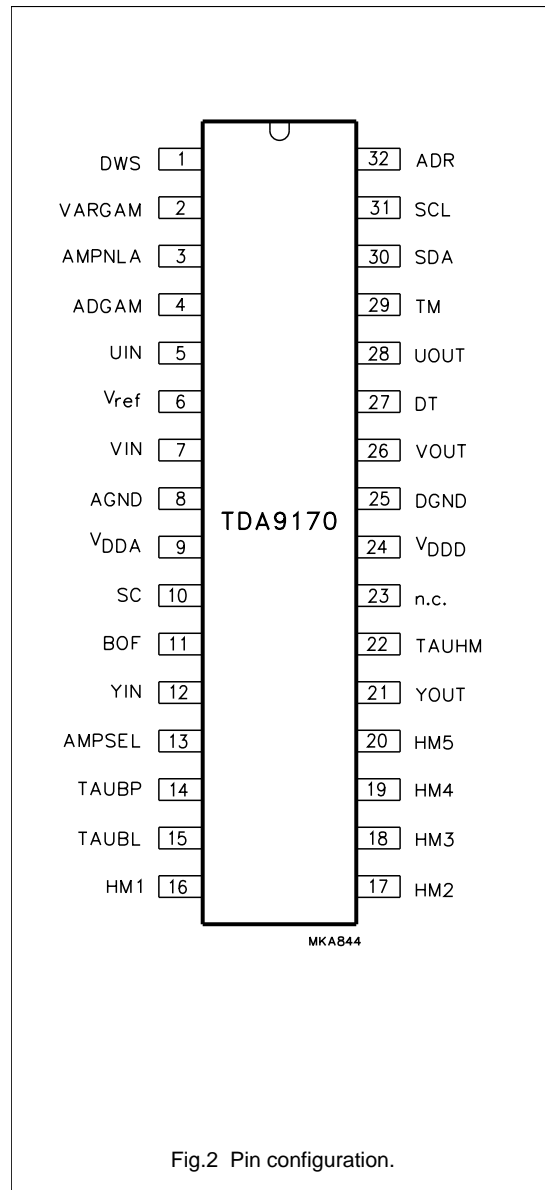 DWS 1 32 ADR
VARGAM 2 31 SCL
AMPNLA 3 30 SDA
ADGAM 4 29 TM
UIN 5 28 UOUT
Vref 6 27 DT
VIN 7 26 VOUT
AGND 8 25 DGND
TDA9170
VDDA 9 24 VDDD
SC 10 23 n.c.
BOF 11 22 TAUHM
YIN 12 21 YOUT
AMPSEL 13 20 HM5
TAUBP 14 19 HM4
TAUBL 15 18 HM3
HM1 16 17 HM2
MKA844
Fig.2 Pin configuration.